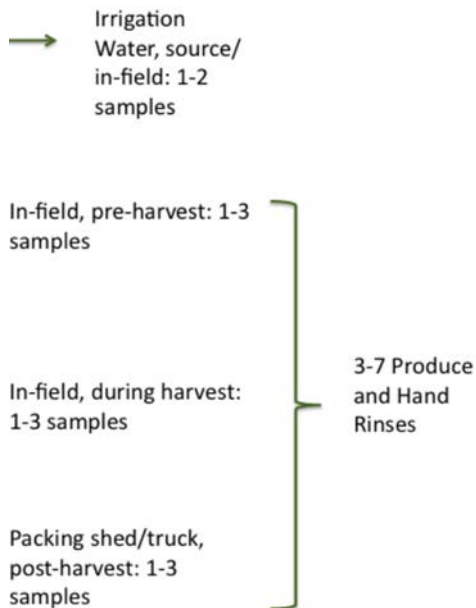 Irrigation
Water, source/
in-field: 1-2
samples
In-field, pre-harvest: 1-3
samples
In-field, during harvest:
1-3 samples
3-7 Produce
and Hand
Rinses
Packing shed/truck,
post-harvest: 1-3
samples